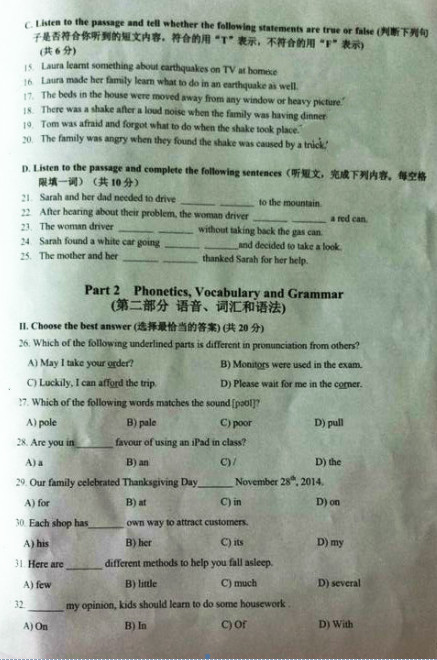 C. Listen to the passage and tell whether the following statements are true or false (判断下列句
子是否符合你听到的短文内容，符合的用“T”表示，不符合的用“F”表示)
(共 6 分)
15. Laura learnt something about earthquakes on TV at home.
16. Laura made her family learn what to do in an earthquake as well.
17. The beds in the house were moved away from any window or heavy picture.
18. There was a shake after a loud noise when the family was having dinner
19. Tom was afraid and forgot what to do when the shake took place.
20. The family was angry when they found the shake was caused by a truck.
D. Listen to the passage and complete the following sentences (听短文，完成下列内容，每空格
限填一词) (共 10 分)
21. Sarah and her dad needed to drive ________ ________ to the mountain.
22. After hearing about their problem, the woman driver ________ ________ a red can.
23. The woman driver ________ ________ without taking back the gas can.
24. Sarah found a white car going ________ ________ and decided to take a look.
25. The mother and her ________ ________ thanked Sarah for her help.
Part 2 Phonetics, Vocabulary and Grammar
(第二部分 语音、词汇和语法)
II. Choose the best answer (选择最恰当的答案) (共 20 分)
26. Which of the following underlined parts is different in pronunciation from others?
A) May I take your order? B) Monitors were used in the exam.
C) Luckily, I can afford the trip. D) Please wait for me in the corner.
27. Which of the following words matches the sound [pəʊl]?
A) pole B) pale C) poor D) pull
28. Are you in ______ favour of using an iPad in class?
A) a B) an C) / D) the
29. Our family celebrated Thanksgiving Day ______ November 28th, 2014.
A) for B) at C) in D) on
30. Each shop has ______ own way to attract customers.
A) his B) her C) its D) my
31. Here are ______ different methods to help you fall asleep.
A) few B) little C) much D) several
32. ______ my opinion, kids should learn to do some housework .
A) On B) In C) Of D) With